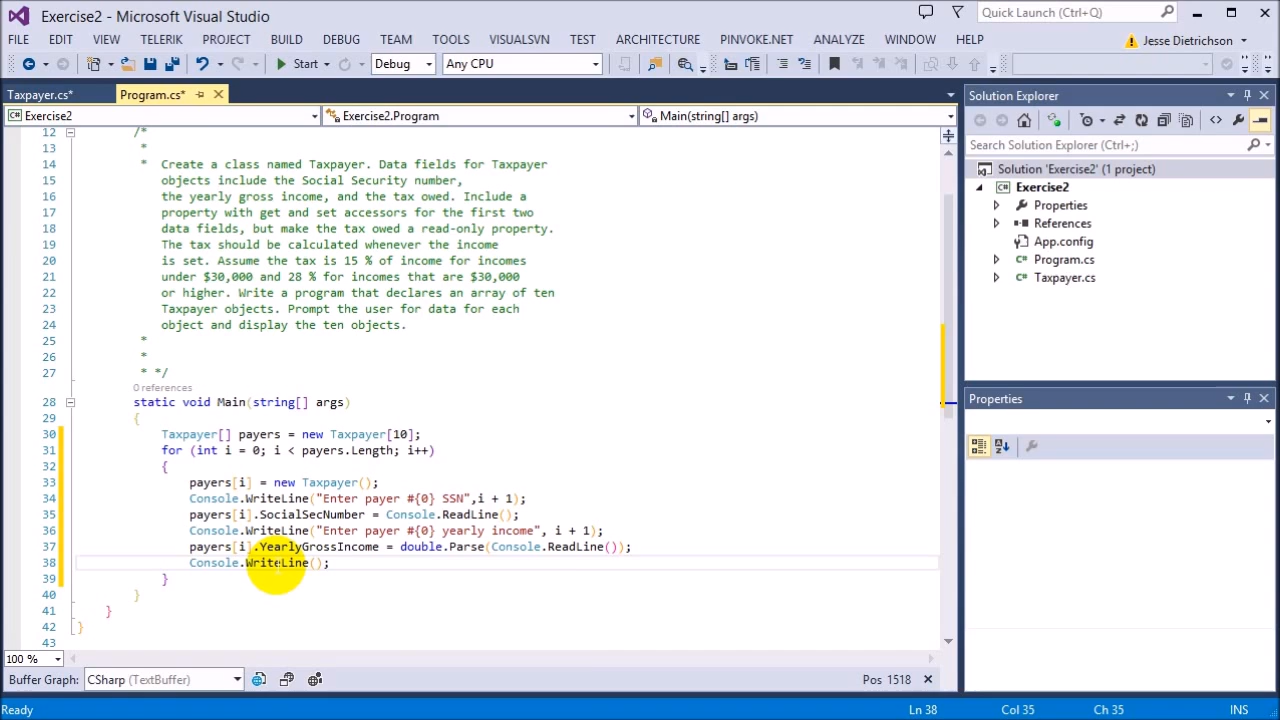 Exercise2 - Microsoft Visual Studio
Quick Launch (Ctrl+Q)
FILE EDIT VIEW TELERIK PROJECT BUILD DEBUG TEAM TOOLS VISUALSVN TEST ARCHITECTURE PINVOKE.NET ANALYZE WINDOW HELP Jesse Dietrichson
Start Debug Any CPU
Taxpayer.cs* Program.cs*
Exercise2 Exercise2.Program Main(string[] args)
12 /*
13 *
14 * Create a class named Taxpayer. Data fields for Taxpayer
15 objects include the Social Security number,
16 the yearly gross income, and the tax owed. Include a
17 property with get and set accessors for the first two
18 data fields, but make the tax owed a read-only property.
19 The tax should be calculated whenever the income
20 is set. Assume the tax is 15 % of income for incomes
21 under $30,000 and 28 % for incomes that are $30,000
22 or higher. Write a program that declares an array of ten
23 Taxpayer objects. Prompt the user for data for each
24 object and display the ten objects.
25 *
26 *
27 * */
0 references
28 static void Main(string[] args)
29 {
30 Taxpayer[] payers = new Taxpayer[10];
31 for (int i = 0; i < payers.Length; i++)
32 {
33 payers[i] = new Taxpayer();
34 Console.WriteLine("Enter payer #{0} SSN",i + 1);
35 payers[i].SocialSecNumber = Console.ReadLine();
36 Console.WriteLine("Enter payer #{0} yearly income", i + 1);
37 payers[i].YearlyGrossIncome = double.Parse(Console.ReadLine());
38 Console.WriteLine();
39 }
40 }
41 }
42 }
43
100 %
Buffer Graph: CSharp (TextBuffer) Pos 1518
Ready Ln 38 Col 35 Ch 35 INS
Solution Explorer
Search Solution Explorer (Ctrl+;)
Solution 'Exercise2' (1 project)
C# Exercise2
Properties
References
App.config
C# Program.cs
C# Taxpayer.cs
Properties